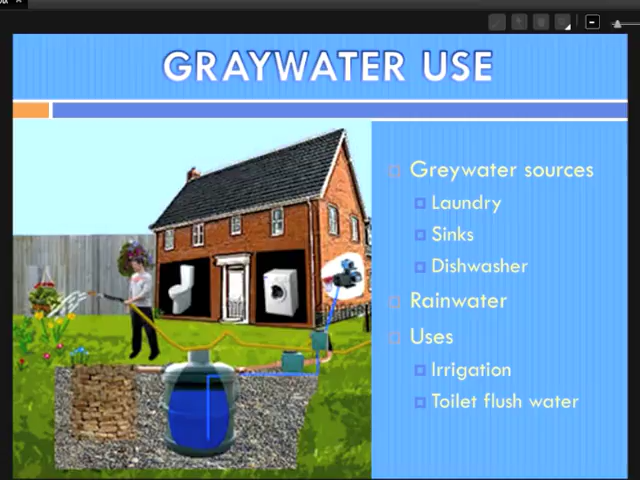 GRAYWATER USE
Greywater sources
Laundry
Sinks
Dishwasher
Rainwater
Uses
Irrigation
Toilet flush water